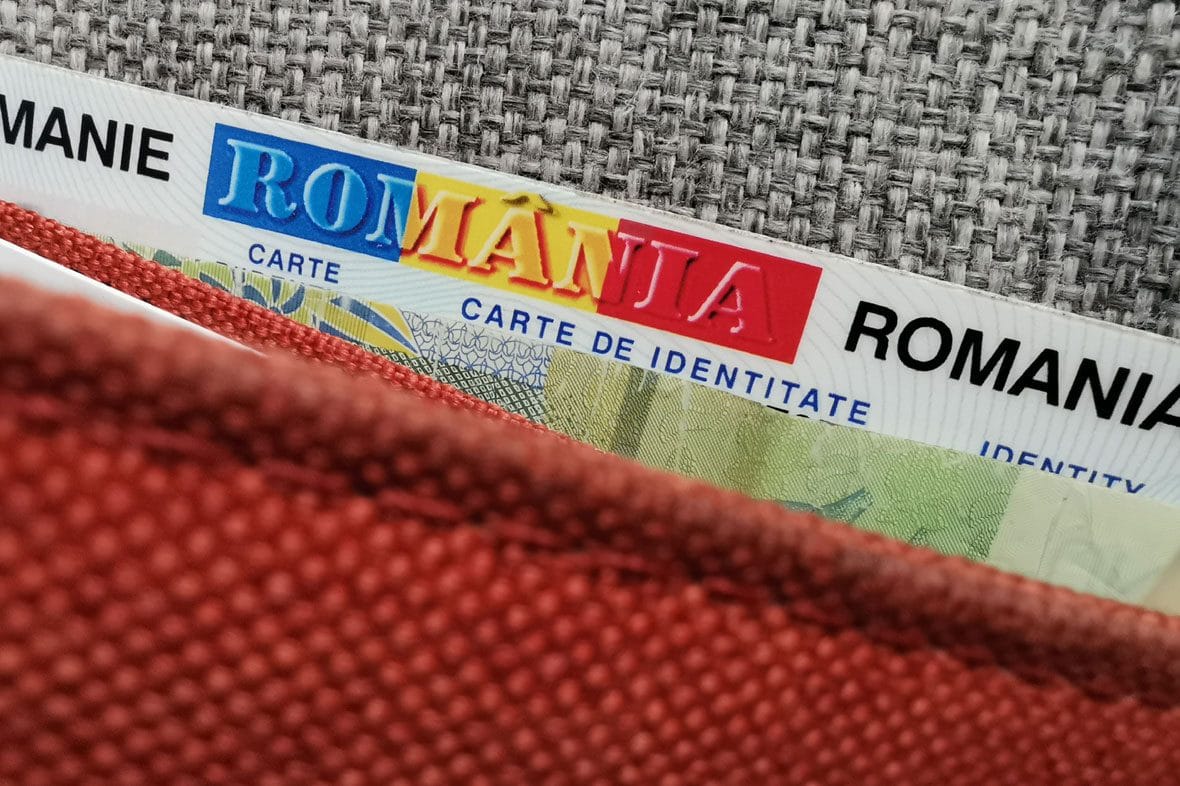 MANIE ROMÂNIA ROMANIA
CARTE CARTE DE IDENTITATE IDENTITY